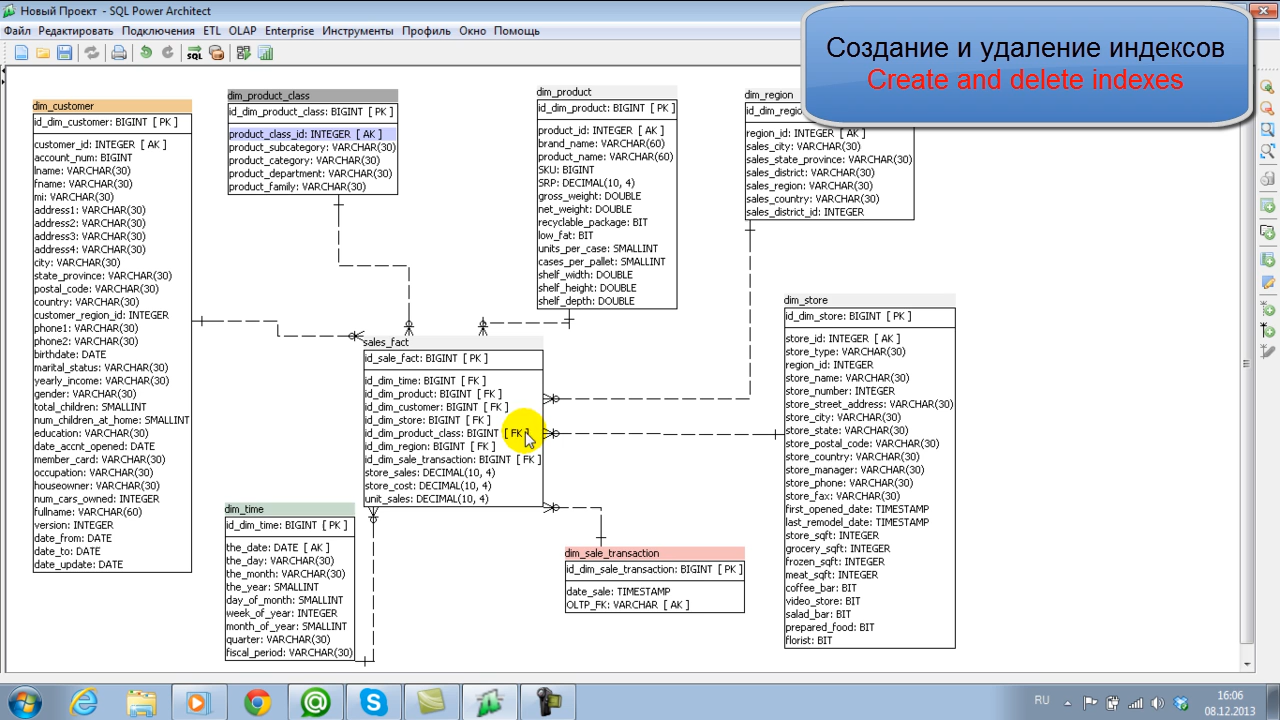 Новый Проект - SQL Power Architect
Файл Редактировать Подключения ETL OLAP Enterprise Инструменты Профиль Окно Помощь
SQL
Создание и удаление индексов
Create and delete indexes
dim_customer
id_dim_customer: BIGINT [ PK ]
customer_id: INTEGER [ AK ]
account_num: BIGINT
lname: VARCHAR(30)
fname: VARCHAR(30)
mi: VARCHAR(30)
address1: VARCHAR(30)
address2: VARCHAR(30)
address3: VARCHAR(30)
address4: VARCHAR(30)
city: VARCHAR(30)
state_province: VARCHAR(30)
postal_code: VARCHAR(30)
country: VARCHAR(30)
customer_region_id: INTEGER
phone1: VARCHAR(30)
phone2: VARCHAR(30)
birthdate: DATE
marital_status: VARCHAR(30)
yearly_income: VARCHAR(30)
gender: VARCHAR(30)
total_children: SMALLINT
num_children_at_home: SMALLINT
education: VARCHAR(30)
date_accnt_opened: DATE
member_card: VARCHAR(30)
occupation: VARCHAR(30)
houseowner: VARCHAR(30)
num_cars_owned: INTEGER
fullname: VARCHAR(60)
version: INTEGER
date_from: DATE
date_to: DATE
date_update: DATE
dim_product_class
id_dim_product_class: BIGINT [ PK ]
product_class_id: INTEGER [ AK ]
product_subcategory: VARCHAR(30)
product_category: VARCHAR(30)
product_department: VARCHAR(30)
product_family: VARCHAR(30)
dim_product
id_dim_product: BIGINT [ PK ]
product_id: INTEGER [ AK ]
brand_name: VARCHAR(60)
product_name: VARCHAR(60)
SKU: BIGINT
SRP: DECIMAL(10, 4)
gross_weight: DOUBLE
net_weight: DOUBLE
recyclable_package: BIT
low_fat: BIT
units_per_case: SMALLINT
cases_per_pallet: SMALLINT
shelf_width: DOUBLE
shelf_height: DOUBLE
shelf_depth: DOUBLE
dim_region
id_dim_regio
region_id: INTEGER [ AK ]
sales_city: VARCHAR(30)
sales_state_province: VARCHAR(30)
sales_district: VARCHAR(30)
sales_region: VARCHAR(30)
sales_country: VARCHAR(30)
sales_district_id: INTEGER
sales_fact
id_sale_fact: BIGINT [ PK ]
id_dim_time: BIGINT [ FK ]
id_dim_product: BIGINT [ FK ]
id_dim_customer: BIGINT [ FK ]
id_dim_store: BIGINT [ FK ]
id_dim_product_class: BIGINT [ FK ]
id_dim_region: BIGINT [ FK ]
id_dim_sale_transaction: BIGINT [ FK ]
store_sales: DECIMAL(10, 4)
store_cost: DECIMAL(10, 4)
unit_sales: DECIMAL(10, 4)
dim_store
id_dim_store: BIGINT [ PK ]
store_id: INTEGER [ AK ]
store_type: VARCHAR(30)
region_id: INTEGER
store_name: VARCHAR(30)
store_number: INTEGER
store_street_address: VARCHAR(30)
store_city: VARCHAR(30)
store_state: VARCHAR(30)
store_postal_code: VARCHAR(30)
store_country: VARCHAR(30)
store_manager: VARCHAR(30)
store_phone: VARCHAR(30)
store_fax: VARCHAR(30)
first_opened_date: TIMESTAMP
last_remodel_date: TIMESTAMP
store_sqft: INTEGER
grocery_sqft: INTEGER
frozen_sqft: INTEGER
meat_sqft: INTEGER
coffee_bar: BIT
video_store: BIT
salad_bar: BIT
prepared_food: BIT
florist: BIT
dim_time
id_dim_time: BIGINT [ PK ]
the_date: DATE [ AK ]
the_day: VARCHAR(30)
the_month: VARCHAR(30)
the_year: SMALLINT
day_of_month: SMALLINT
week_of_year: INTEGER
month_of_year: SMALLINT
quarter: VARCHAR(30)
fiscal_period: VARCHAR(30)
dim_sale_transaction
id_dim_sale_transaction: BIGINT [ PK ]
date_sale: TIMESTAMP
OLTP_FK: VARCHAR [ AK ]
RU
16:06
08.12.2013